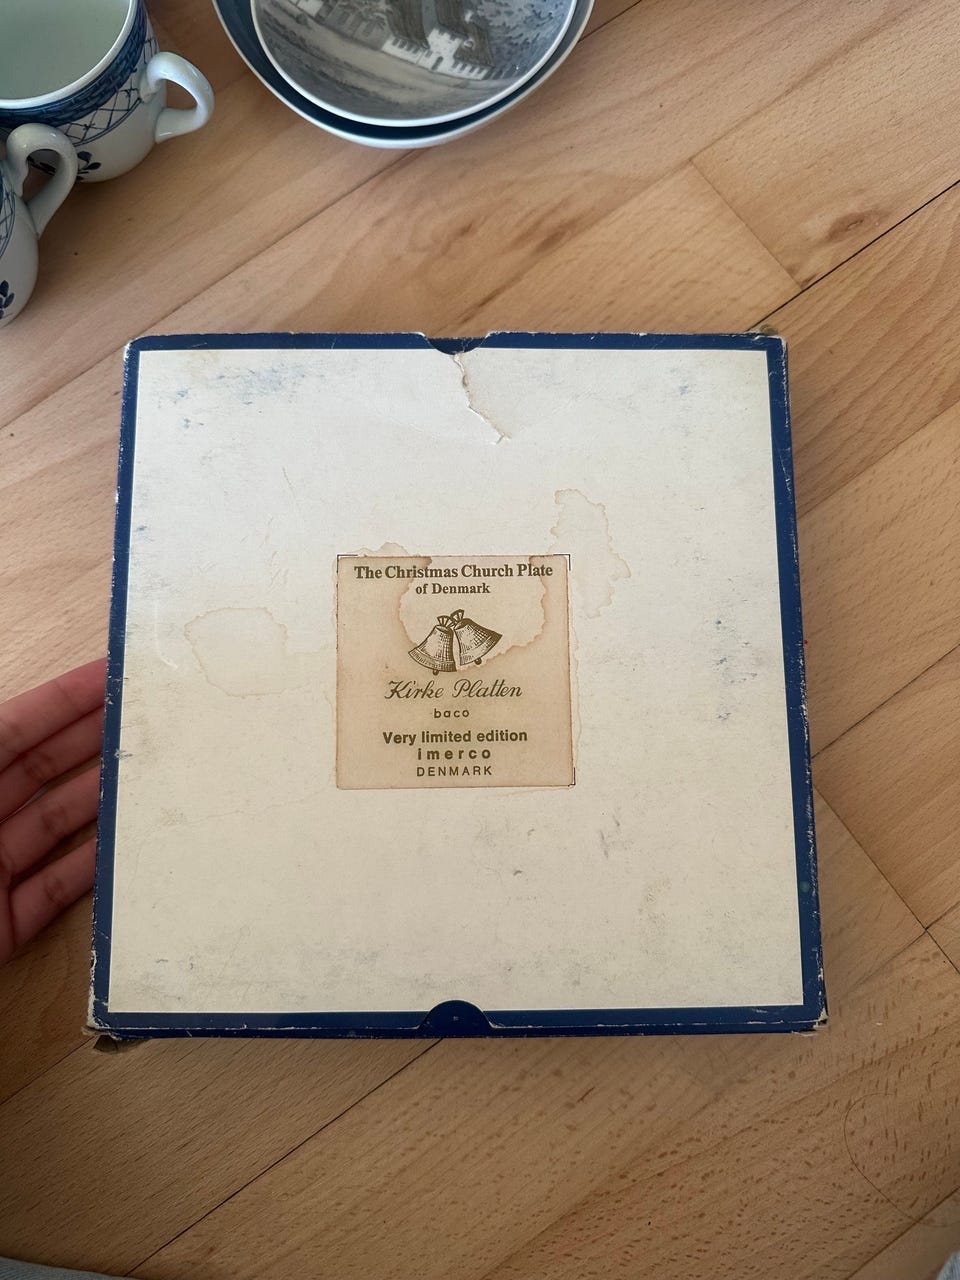 The Christmas Church Plate
of Denmark
Kirke Platten
baco
Very limited edition
imerco
DENMARK